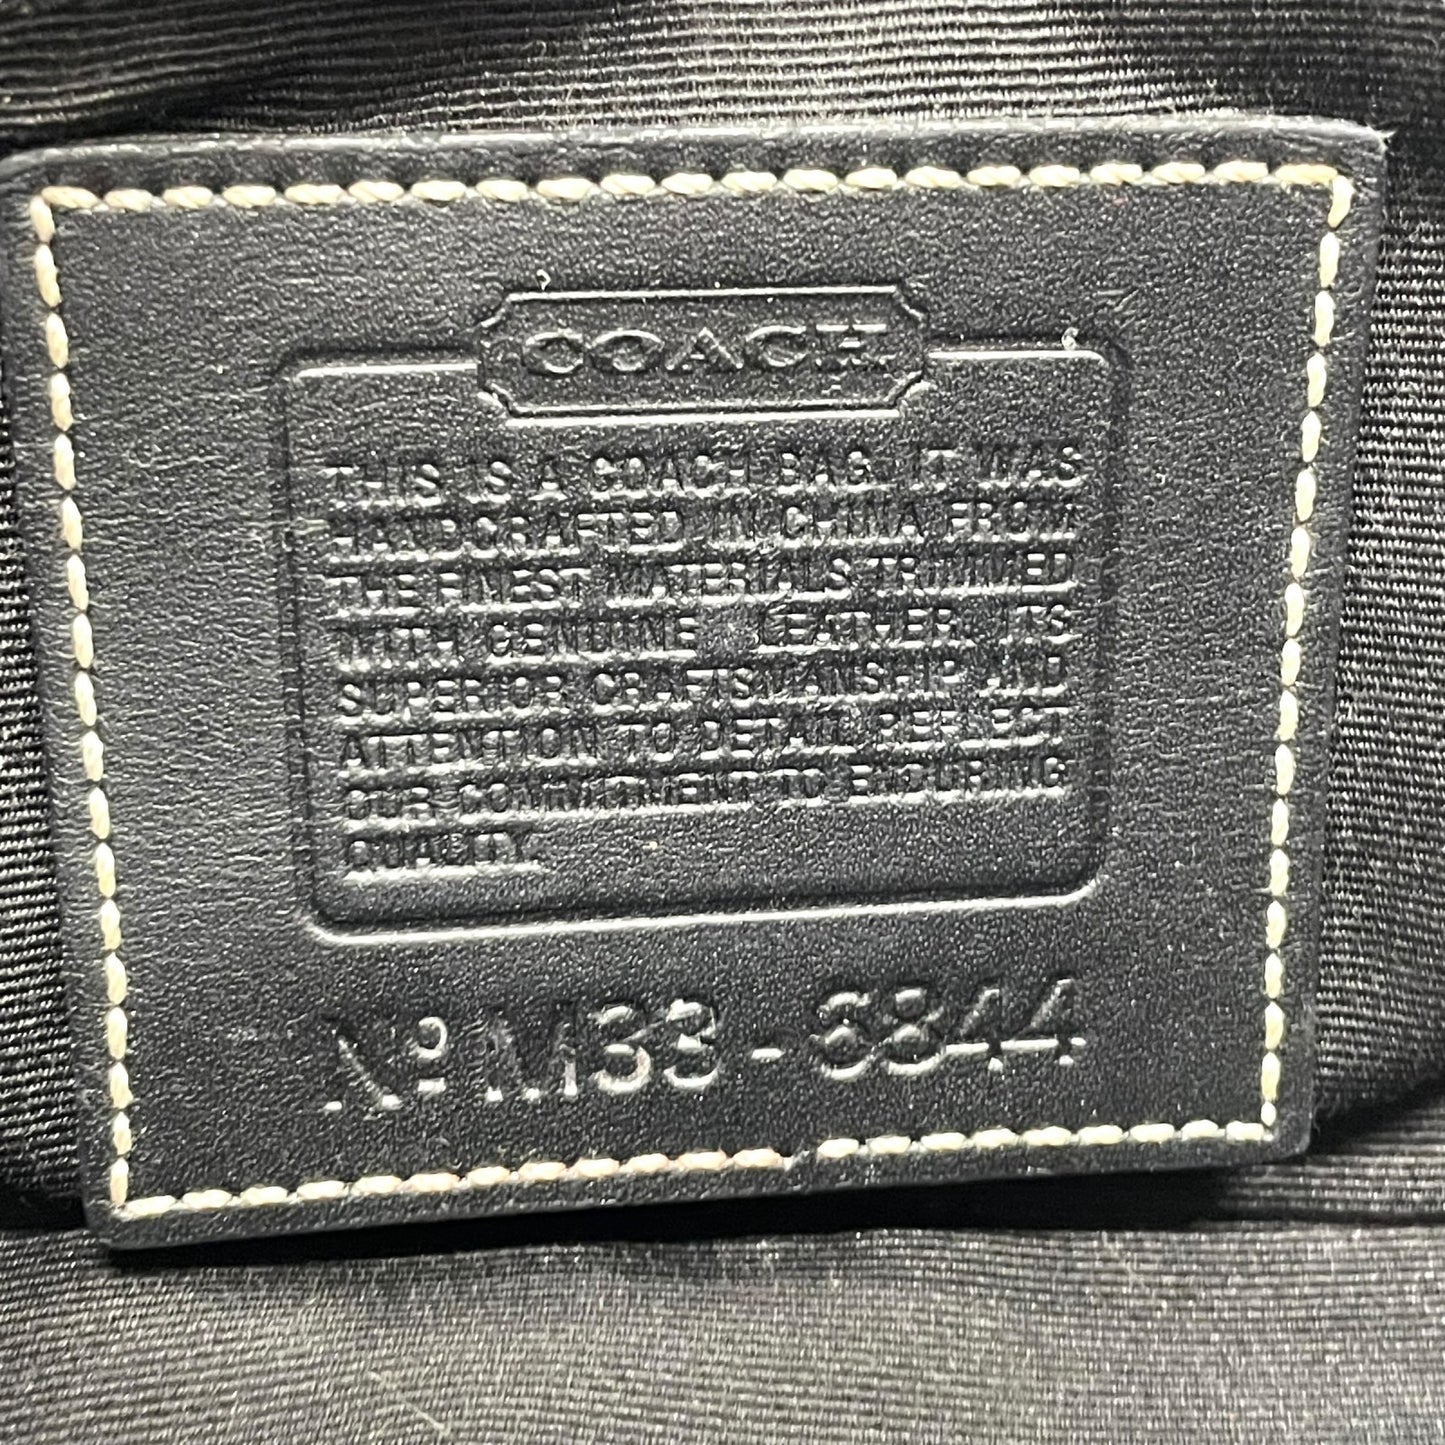 COACH
THIS IS A COACH BAG. IT WAS
HANDCRAFTED IN CHINA FROM
THE FINEST MATERIALS TRIMMED
WITH GENUINE LEATHER. ITS
SUPERIOR CRAFTSMANSHIP AND
ATTENTION TO DETAIL REFLECT
OUR COMMITMENT TO ENDURING
QUALITY.
Nº M33-6844